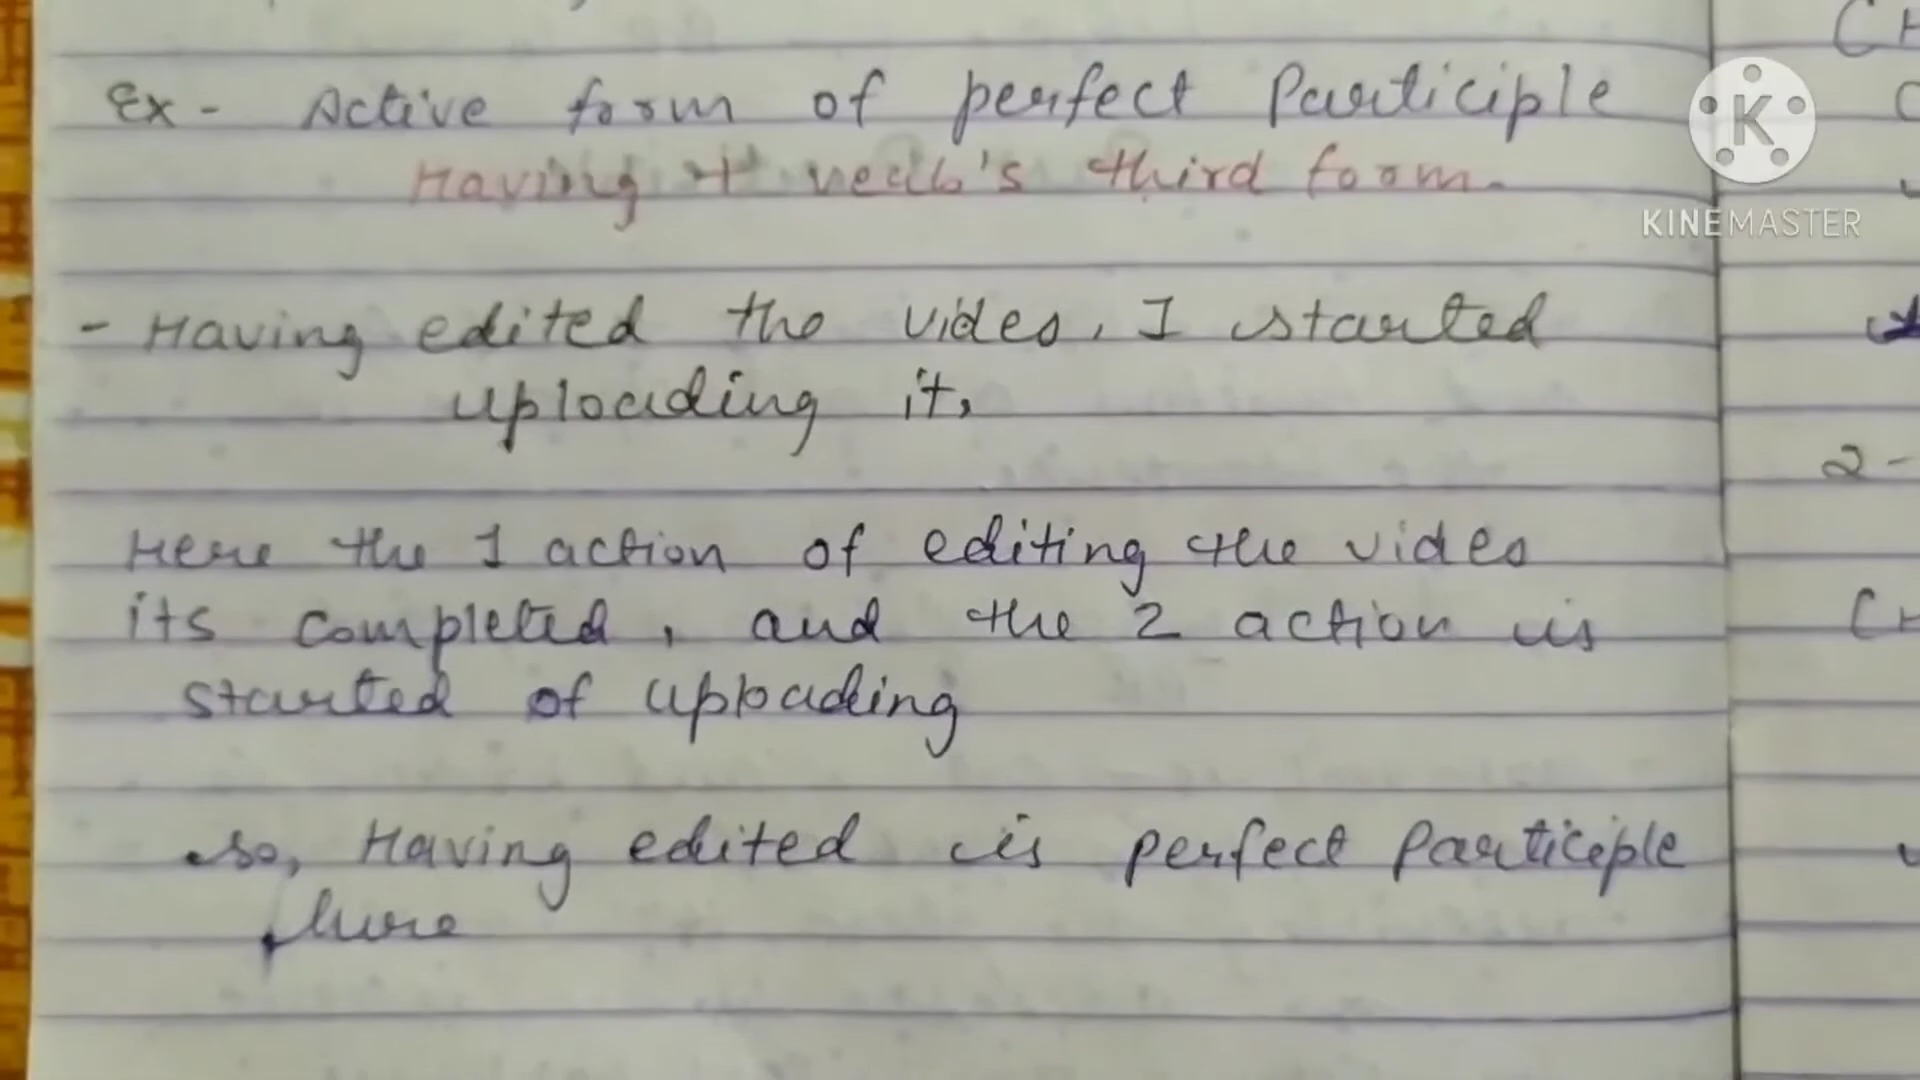 Ex - Active form of perfect Participle
Having + verb's third form.
- Having edited the video, I started
uploading it,
Here the 1 action of editing the video
its completed, and the 2 action is
started of uploading
so, Having edited is perfect Participle
here
KINEMASTER
2-